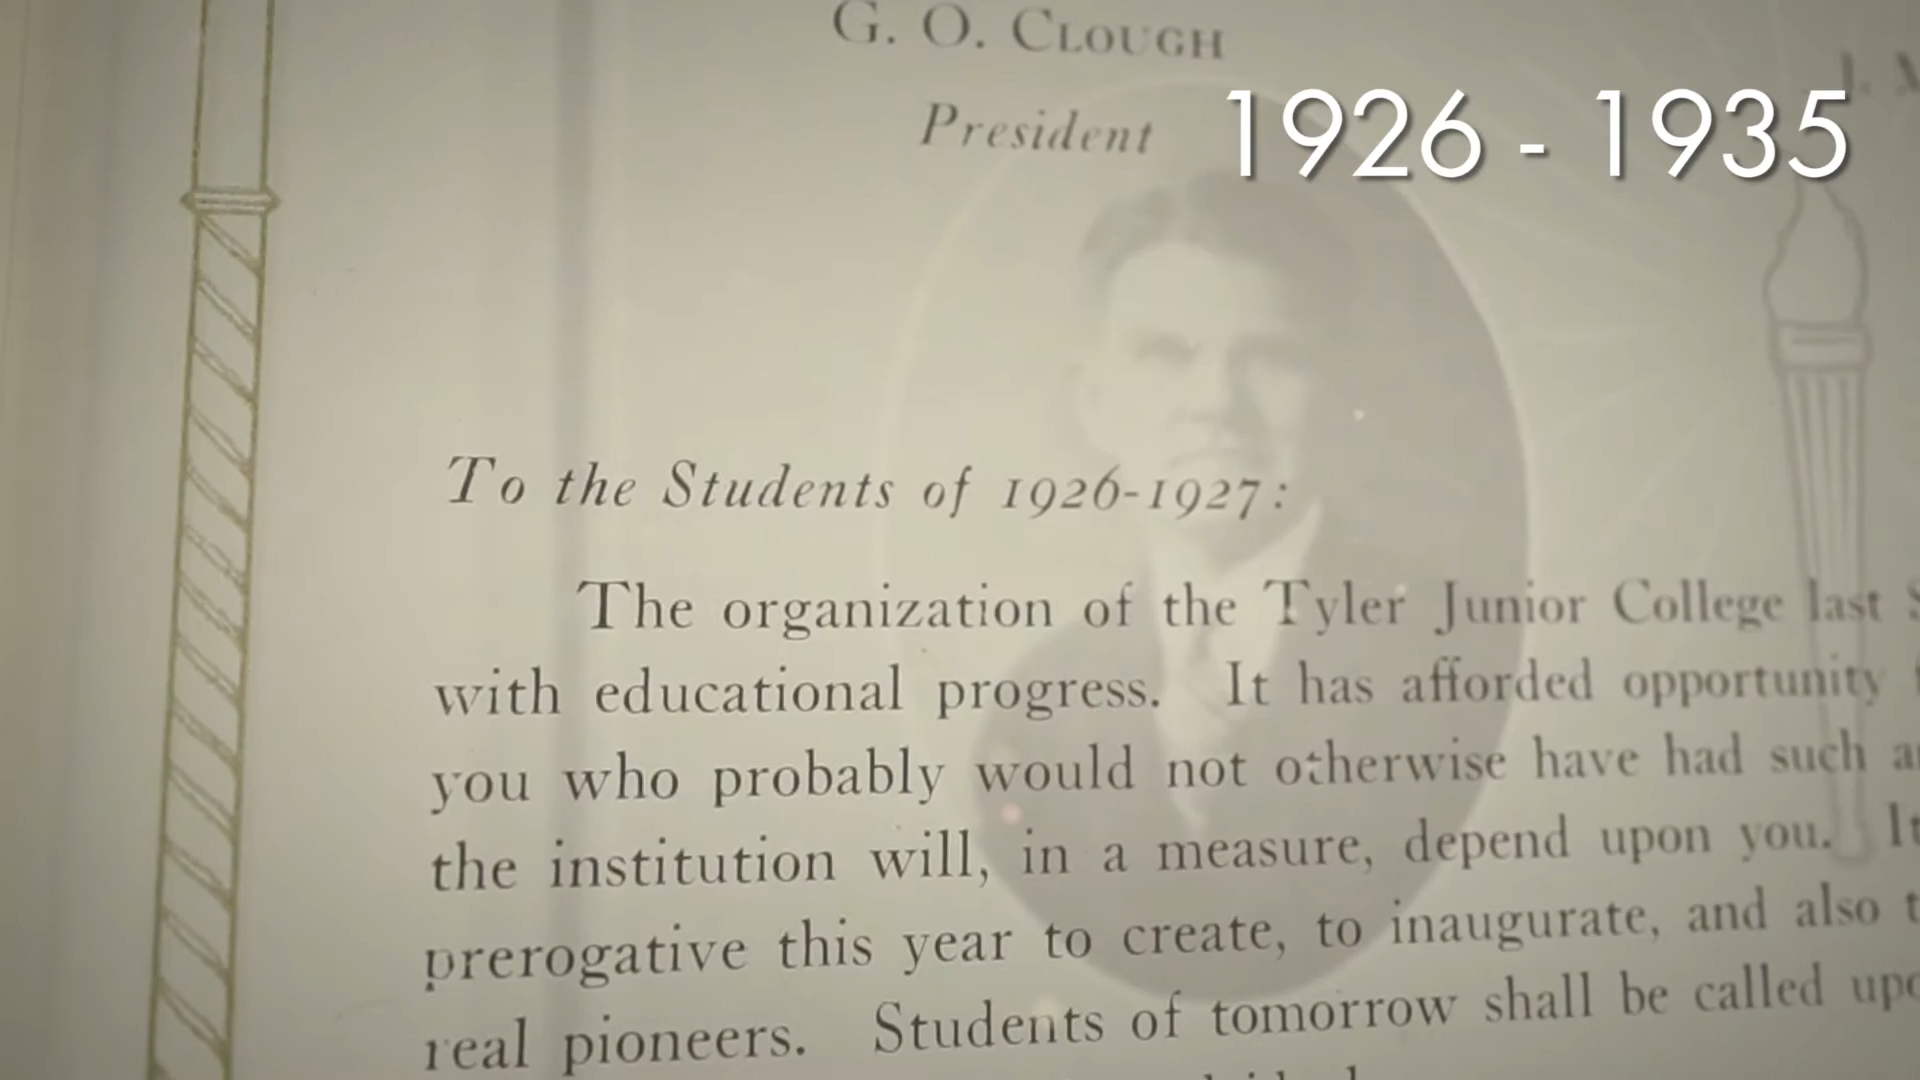 G. O. CLOUGH
President
1926 - 1935
To the Students of 1926-1927:
The organization of the Tyler Junior College last
with educational progress. It has afforded opportunity
you who probably would not otherwise have had such
the institution will, in a measure, depend upon you. It
prerogative this year to create, to inaugurate, and also
real pioneers. Students of tomorrow shall be called